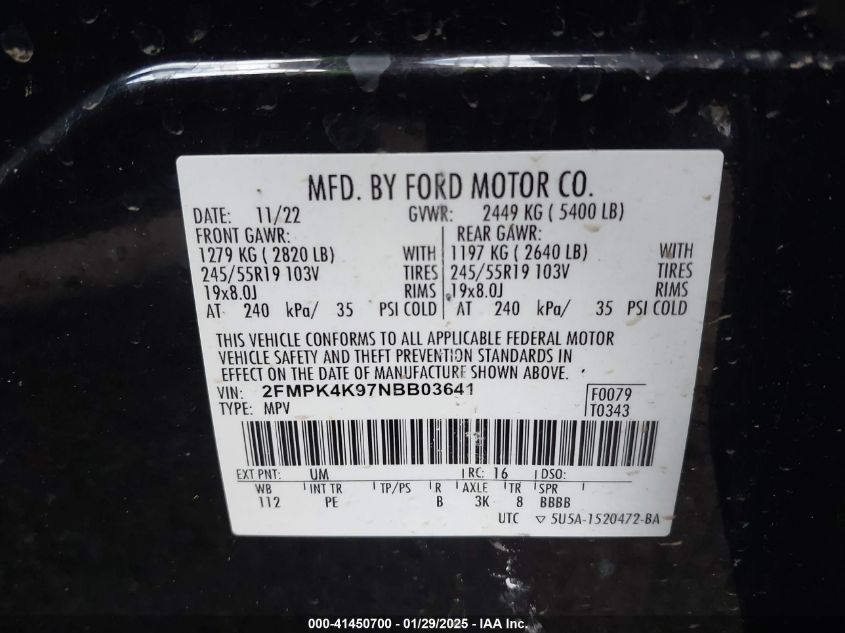 MFD. BY FORD MOTOR CO.
DATE: 11/22 GVWR: 2449 KG ( 5400 LB)
FRONT GAWR: REAR GAWR:
1279 KG ( 2820 LB) WITH 1197 KG ( 2640 LB) WITH
245/55R19 103V TIRES 245/55R19 103V TIRES
19x8.0J RIMS 19x8.0J RIMS
AT 240 kPa/ 35 PSI COLD AT 240 kPa/ 35 PSI COLD
THIS VEHICLE CONFORMS TO ALL APPLICABLE FEDERAL MOTOR
VEHICLE SAFETY AND THEFT PREVENTION STANDARDS IN
EFFECT ON THE DATE OF MANUFACTURE SHOWN ABOVE.
VIN: 2FMPK4K97NBB03641 F0079
TYPE: MPV T0343
EXT PNT: UM RC: 16 DSO:
WB INT TR TP/PS R AXLE TR SPR
112 PE B 3K 8 BBBB
UTC ▽ 5U5A-1520472-BA
000-41450700 - 01/29/2025 - IAA Inc.